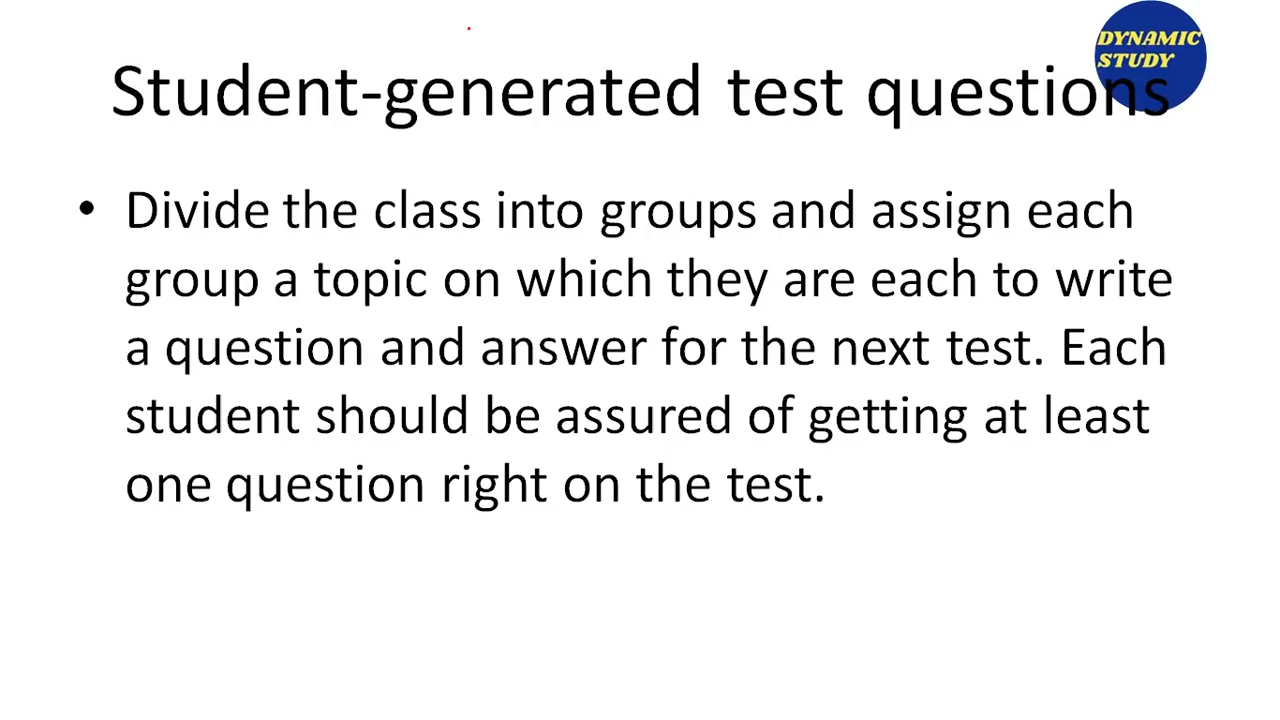 DYNAMIC
STUDY
Student-generated test questions
• Divide the class into groups and assign each
group a topic on which they are each to write
a question and answer for the next test. Each
student should be assured of getting at least
one question right on the test.